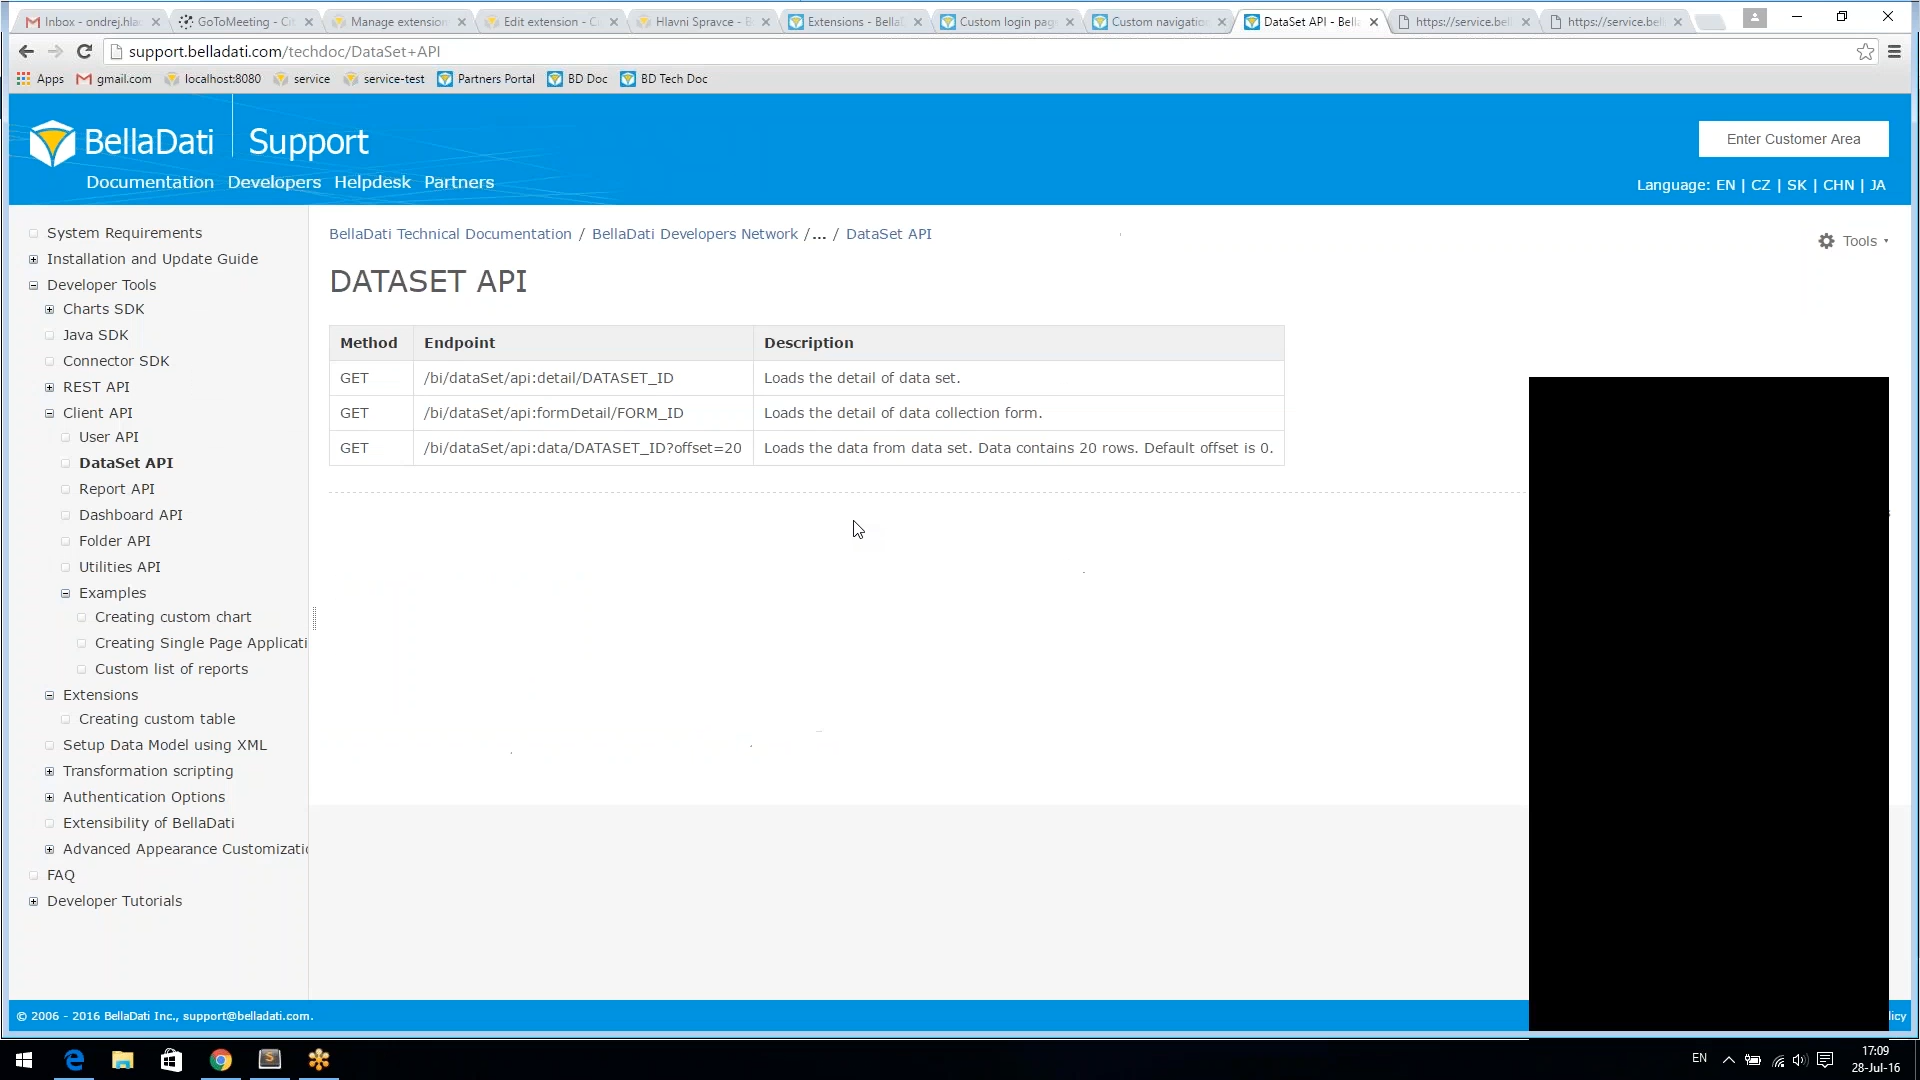 Inbox - ondrej.hlad
GoToMeeting - Cit
Manage extension
Edit extension - C
Hlavni Spravce - B
Extensions - BellaD
Custom login pag
Custom navigation
DataSet API - Bella
https://service.bel
https://service.bel
support.belladati.com/techdoc/DataSet+API
Apps
gmail.com
localhost:8080
service
service-test
Partners Portal
BD Doc
BD Tech Doc
BellaDati
Support
Enter Customer Area
Documentation Developers Helpdesk Partners
Language: EN | CZ | SK | CHN | JA
System Requirements
Installation and Update Guide
Developer Tools
Charts SDK
Java SDK
Connector SDK
REST API
Client API
User API
DataSet API
Report API
Dashboard API
Folder API
Utilities API
Examples
Creating custom chart
Creating Single Page Applicati
Custom list of reports
Extensions
Creating custom table
Setup Data Model using XML
Transformation scripting
Authentication Options
Extensibility of BellaDati
Advanced Appearance Customizatio
FAQ
Developer Tutorials
BellaDati Technical Documentation / BellaDati Developers Network /... / DataSet API
Tools
DATASET API
Method Endpoint Description
GET /bi/dataSet/api:detail/DATASET_ID Loads the detail of data set.
GET /bi/dataSet/api:formDetail/FORM_ID Loads the detail of data collection form.
GET /bi/dataSet/api:data/DATASET_ID?offset=20 Loads the data from data set. Data contains 20 rows. Default offset is 0.
© 2006 - 2016 BellaDati Inc., support@belladati.com.
licy
EN
17:09
28-Jul-16